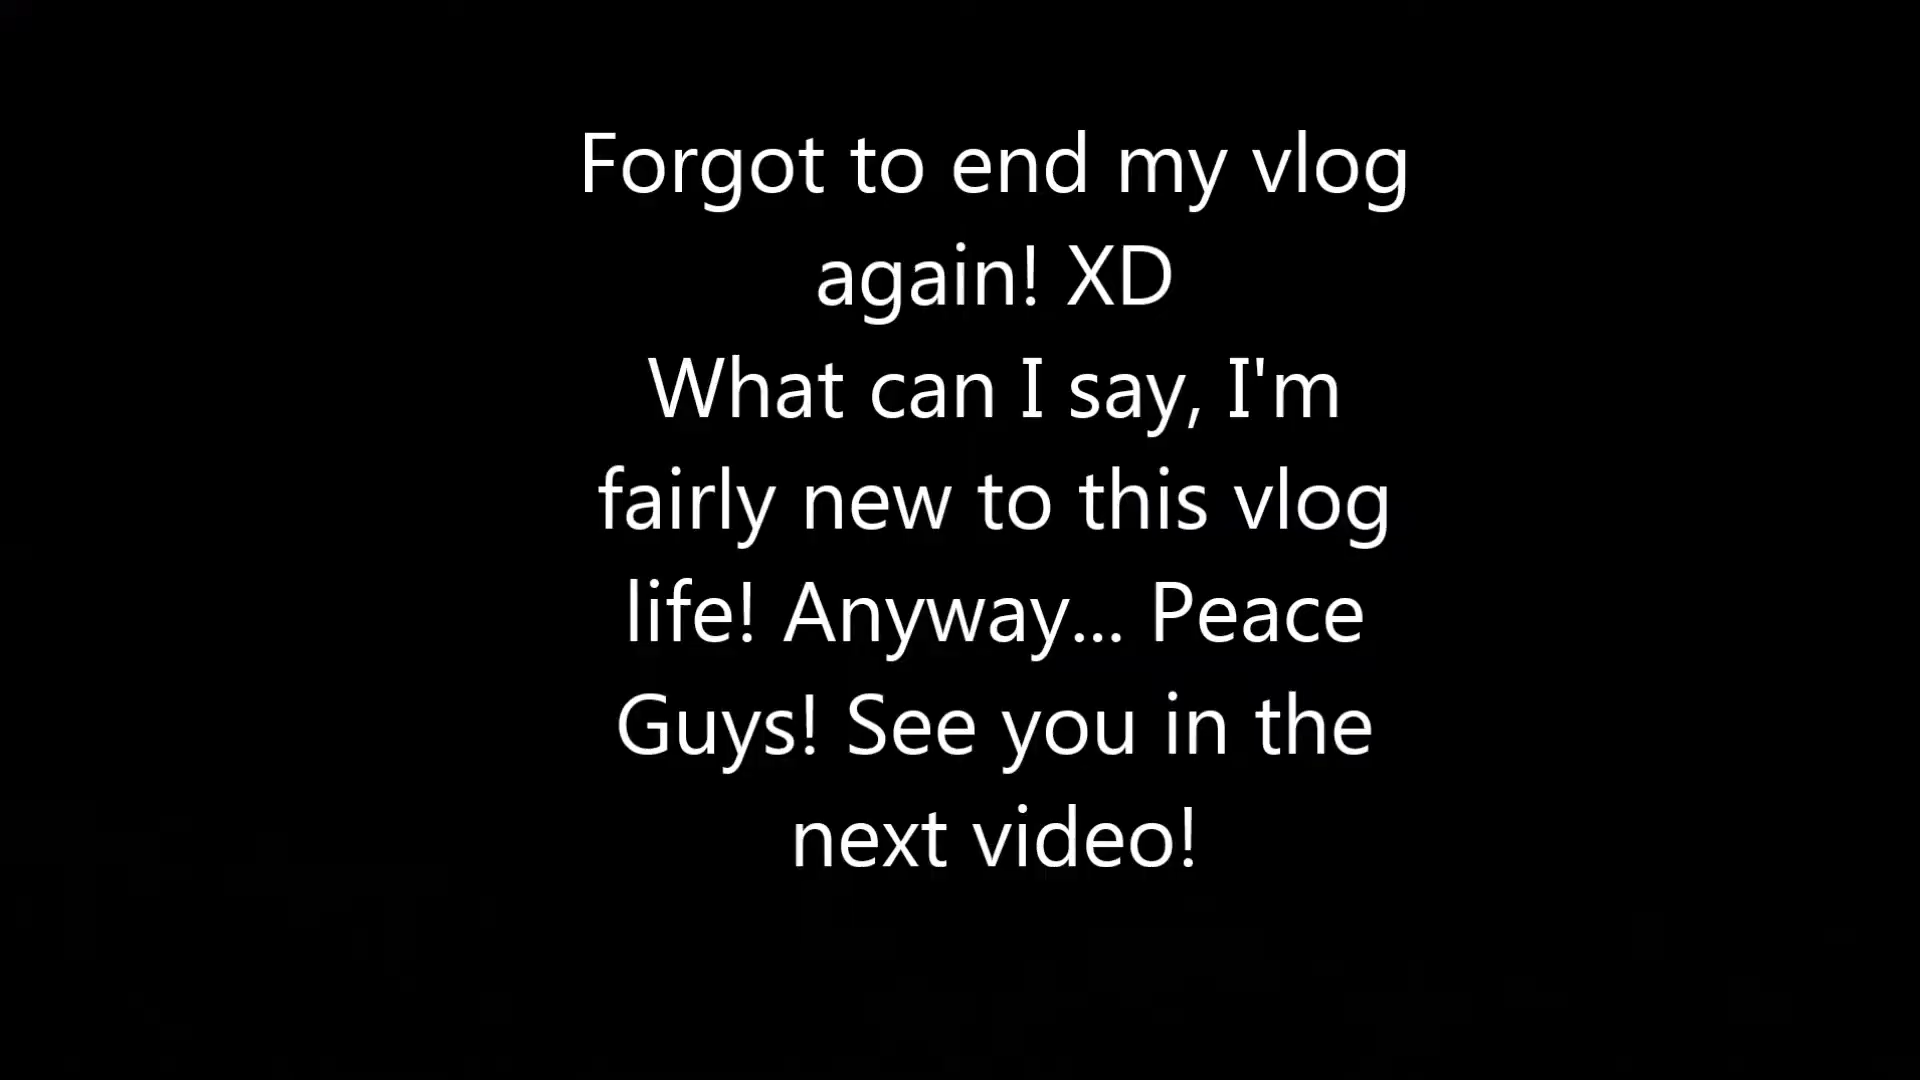 Forgot to end my vlog
again! XD
What can I say, I'm
fairly new to this vlog
life! Anyway... Peace
Guys! See you in the
next video!